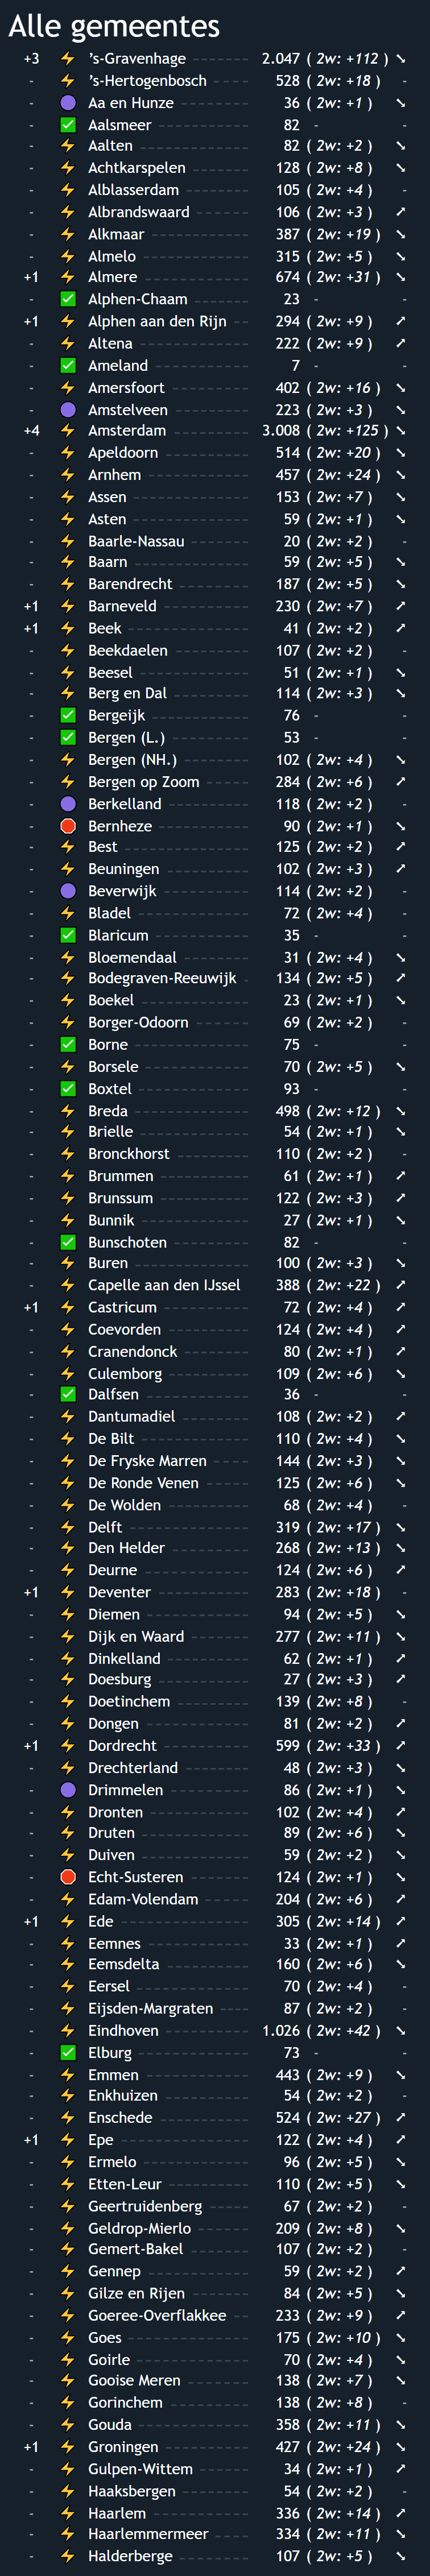 Alle gemeentes
+3 ’s-Gravenhage 2.047 ( 2w: +112 )
- ’s-Hertogenbosch 528 ( 2w: +18 ) -
- Aa en Hunze 36 ( 2w: +1 )
- Aalsmeer 82 - -
- Aalten 82 ( 2w: +2 )
- Achtkarspelen 128 ( 2w: +8 )
- Alblasserdam 105 ( 2w: +4 ) -
- Albrandswaard 106 ( 2w: +3 )
- Alkmaar 387 ( 2w: +19 )
- Almelo 315 ( 2w: +5 )
+1 Almere 674 ( 2w: +31 )
- Alphen-Chaam 23 - -
+1 Alphen aan den Rijn 294 ( 2w: +9 )
- Altena 222 ( 2w: +9 )
- Ameland 7 - -
- Amersfoort 402 ( 2w: +16 )
- Amstelveen 223 ( 2w: +3 )
+4 Amsterdam 3.008 ( 2w: +125 )
- Apeldoorn 514 ( 2w: +20 )
- Arnhem 457 ( 2w: +24 )
- Assen 153 ( 2w: +7 )
- Asten 59 ( 2w: +1 )
- Baarle-Nassau 20 ( 2w: +2 ) -
- Baarn 59 ( 2w: +5 )
- Barendrecht 187 ( 2w: +5 )
+1 Barneveld 230 ( 2w: +7 )
+1 Beek 41 ( 2w: +2 )
- Beekdaelen 107 ( 2w: +2 ) -
- Beesel 51 ( 2w: +1 )
- Berg en Dal 114 ( 2w: +3 )
- Bergeijk 76 - -
- Bergen (L.) 53 - -
- Bergen (NH.) 102 ( 2w: +4 )
- Bergen op Zoom 284 ( 2w: +6 )
- Berkelland 118 ( 2w: +2 ) -
- Bernheze 90 ( 2w: +1 )
- Best 125 ( 2w: +2 )
- Beuningen 102 ( 2w: +3 )
- Beverwijk 114 ( 2w: +2 ) -
- Bladel 72 ( 2w: +4 ) -
- Blaricum 35 - -
- Bloemendaal 31 ( 2w: +4 )
- Bodegraven-Reeuwijk 134 ( 2w: +5 )
- Boekel 23 ( 2w: +1 )
- Borger-Odoorn 69 ( 2w: +2 ) -
- Borne 75 - -
- Borsele 70 ( 2w: +5 )
- Boxtel 93 - -
- Breda 498 ( 2w: +12 )
- Brielle 54 ( 2w: +1 )
- Bronckhorst 110 ( 2w: +2 ) -
- Brummen 61 ( 2w: +1 )
- Brunssum 122 ( 2w: +3 )
- Bunnik 27 ( 2w: +1 )
- Bunschoten 82 - -
- Buren 100 ( 2w: +3 )
- Capelle aan den IJssel 388 ( 2w: +22 )
+1 Castricum 72 ( 2w: +4 )
- Coevorden 124 ( 2w: +4 )
- Cranendonck 80 ( 2w: +1 )
- Culemborg 109 ( 2w: +6 )
- Dalfsen 36 - -
- Dantumadiel 108 ( 2w: +2 )
- De Bilt 110 ( 2w: +4 )
- De Fryske Marren 144 ( 2w: +3 )
- De Ronde Venen 125 ( 2w: +6 )
- De Wolden 68 ( 2w: +4 ) -
- Delft 319 ( 2w: +17 )
- Den Helder 268 ( 2w: +13 )
- Deurne 124 ( 2w: +6 )
+1 Deventer 283 ( 2w: +18 ) -
- Diemen 94 ( 2w: +5 )
- Dijk en Waard 277 ( 2w: +11 )
- Dinkelland 62 ( 2w: +1 )
- Doesburg 27 ( 2w: +3 )
- Doetinchem 139 ( 2w: +8 ) -
- Dongen 81 ( 2w: +2 )
+1 Dordrecht 599 ( 2w: +33 )
- Drechterland 48 ( 2w: +3 )
- Drimmelen 86 ( 2w: +1 )
- Dronten 102 ( 2w: +4 )
- Druten 89 ( 2w: +6 )
- Duiven 59 ( 2w: +2 )
- Echt-Susteren 124 ( 2w: +1 )
- Edam-Volendam 204 ( 2w: +6 )
+1 Ede 305 ( 2w: +14 )
- Eemnes 33 ( 2w: +1 )
- Eemsdelta 160 ( 2w: +6 )
- Eersel 70 ( 2w: +4 ) -
- Eijsden-Margraten 87 ( 2w: +2 ) -
- Eindhoven 1.026 ( 2w: +42 )
- Elburg 73 - -
- Emmen 443 ( 2w: +9 )
- Enkhuizen 54 ( 2w: +2 ) -
- Enschede 524 ( 2w: +27 )
+1 Epe 122 ( 2w: +4 )
- Ermelo 96 ( 2w: +5 )
- Etten-Leur 110 ( 2w: +5 )
- Geertruidenberg 67 ( 2w: +2 ) -
- Geldrop-Mierlo 209 ( 2w: +8 )
- Gemert-Bakel 107 ( 2w: +2 ) -
- Gennep 59 ( 2w: +2 )
- Gilze en Rijen 84 ( 2w: +5 )
- Goeree-Overflakkee 233 ( 2w: +9 )
- Goes 175 ( 2w: +10 )
- Goirle 70 ( 2w: +4 )
- Gooise Meren 138 ( 2w: +7 )
- Gorinchem 138 ( 2w: +8 ) -
- Gouda 358 ( 2w: +11 )
+1 Groningen 427 ( 2w: +24 )
- Gulpen-Wittem 34 ( 2w: +1 )
- Haaksbergen 54 ( 2w: +2 ) -
- Haarlem 336 ( 2w: +14 )
- Haarlemmermeer 334 ( 2w: +11 )
- Halderberge 107 ( 2w: +5 )